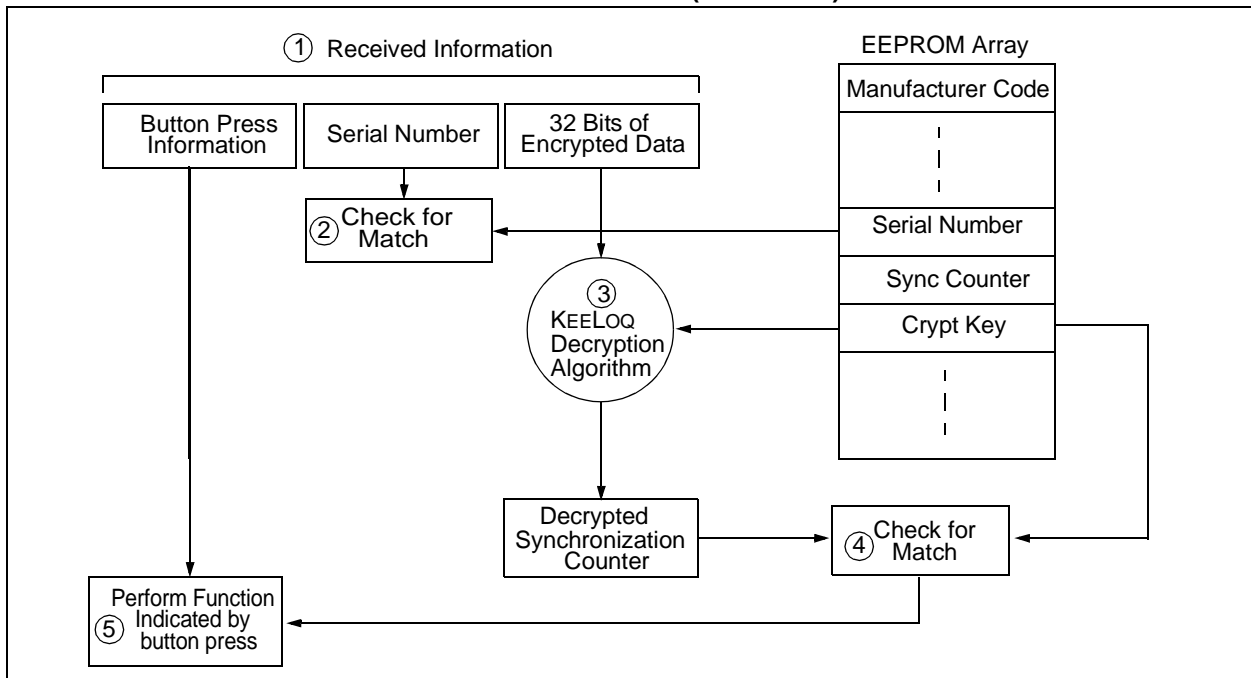 ① Received Information
EEPROM Array
Button Press
Information
Serial Number
32 Bits of
Encrypted Data
Manufacturer Code
② Check for
Match
Serial Number
Sync Counter
Crypt Key
③
KEELOQ
Decryption
Algorithm
Decrypted
Synchronization
Counter
④ Check for
Match
Perform Function
⑤ Indicated by
button press